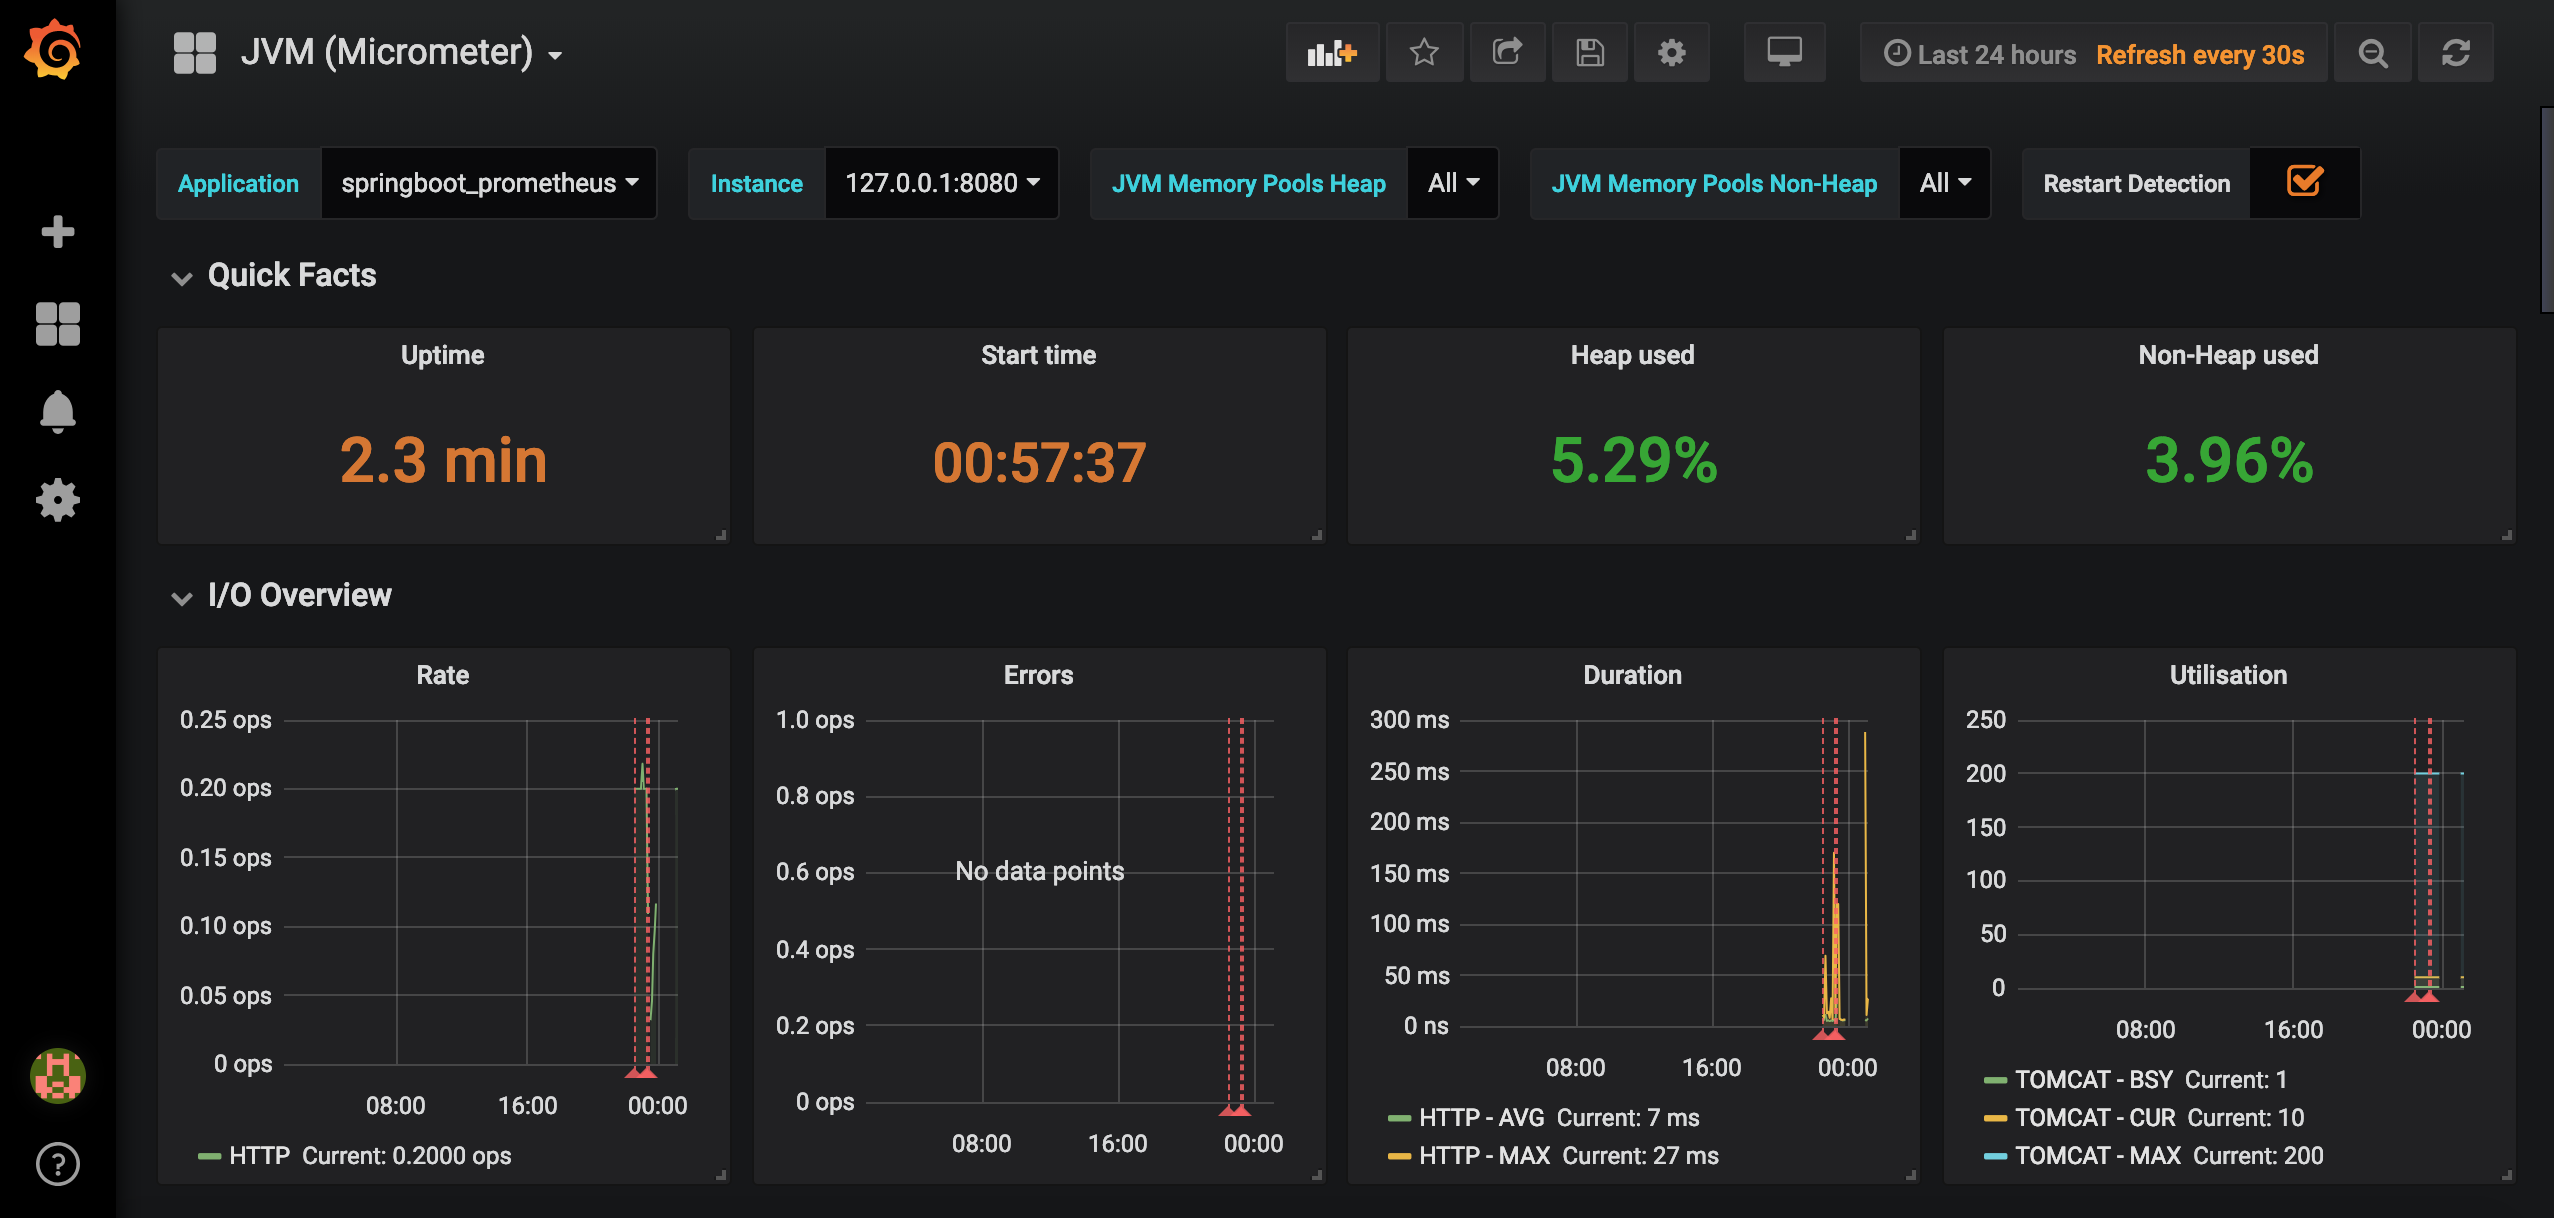 JVM (Micrometer)
Last 24 hours Refresh every 30s
Application springboot_prometheus Instance 127.0.0.1:8080 JVM Memory Pools Heap All JVM Memory Pools Non-Heap All Restart Detection
Quick Facts
Uptime
2.3 min
Start time
00:57:37
Heap used
5.29%
Non-Heap used
3.96%
I/O Overview
Rate
0.25 ops
0.20 ops
0.15 ops
0.10 ops
0.05 ops
0 ops
08:00 16:00 00:00
HTTP Current: 0.2000 ops
Errors
1.0 ops
0.8 ops
0.6 ops
No data points
0.4 ops
0.2 ops
0 ops
08:00 16:00 00:00
Duration
300 ms
250 ms
200 ms
150 ms
100 ms
50 ms
0 ns
08:00 16:00 00:00
HTTP - AVG Current: 7 ms
HTTP - MAX Current: 27 ms
Utilisation
250
200
150
100
50
0
08:00 16:00 00:00
TOMCAT - BSY Current: 1
TOMCAT - CUR Current: 10
TOMCAT - MAX Current: 200
?